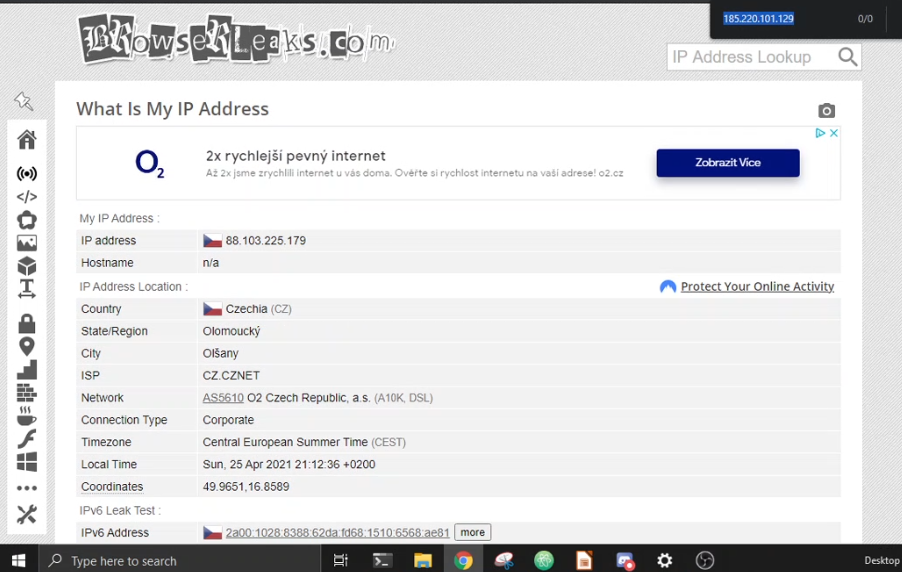 185.220.101.129 0/0
BRowseRLeaks.com
IP Address Lookup
What Is My IP Address
O2
2x rychlejší pevný internet
Až 2x jsme zrychlili internet u vás doma. Ověřte si rychlost internetu na vaší adrese! o2.cz
Zobrazit Více
My IP Address :
IP address 88.103.225.179
Hostname n/a
IP Address Location : Protect Your Online Activity
Country Czechia (CZ)
State/Region Olomoucký
City Olšany
ISP CZ.CZNET
Network AS5610 O2 Czech Republic, a.s. (A10K, DSL)
Connection Type Corporate
Timezone Central European Summer Time (CEST)
Local Time Sun, 25 Apr 2021 21:12:36 +0200
Coordinates 49.9651,16.8589
IPv6 Leak Test :
IPv6 Address 2a00:1028:8388:62da:fd68:1510:6568:ae81 more
Type here to search Desktop